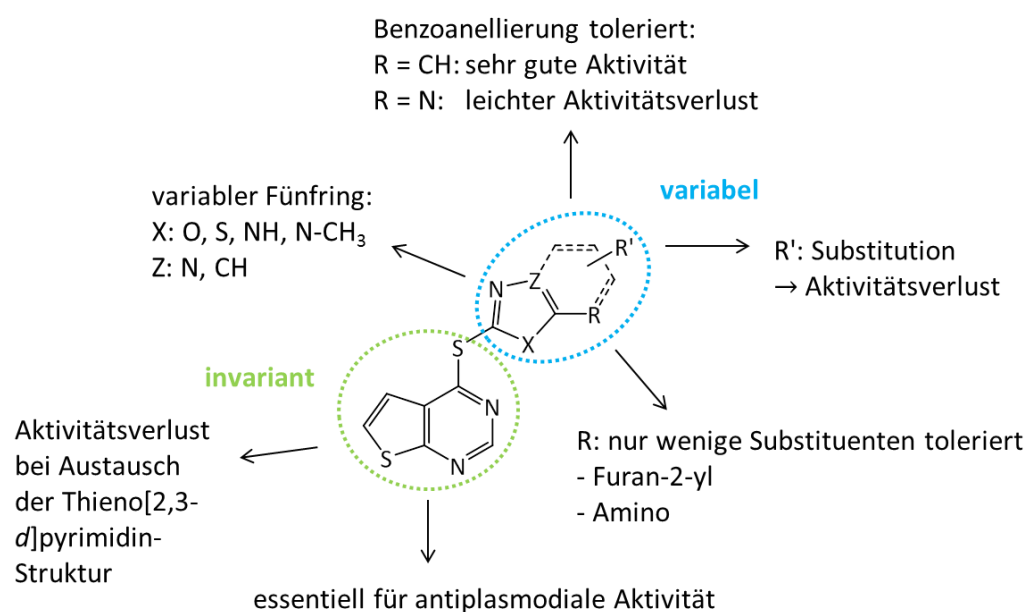 Benzoanellierung toleriert:
R = CH: sehr gute Aktivität
R = N: leichter Aktivitätsverlust
variabler Fünfring:
X: O, S, NH, N-CH₃
Z: N, CH
variabel
R'
N
Z
R
X
R': Substitution
→ Aktivitätsverlust
S
invariant
N
S
N
Aktivitätsverlust
bei Austausch
der Thieno[2,3-
d]pyrimidin-
Struktur
R: nur wenige Substituenten toleriert
- Furan-2-yl
- Amino
essentiell für antiplasmodiale Aktivität